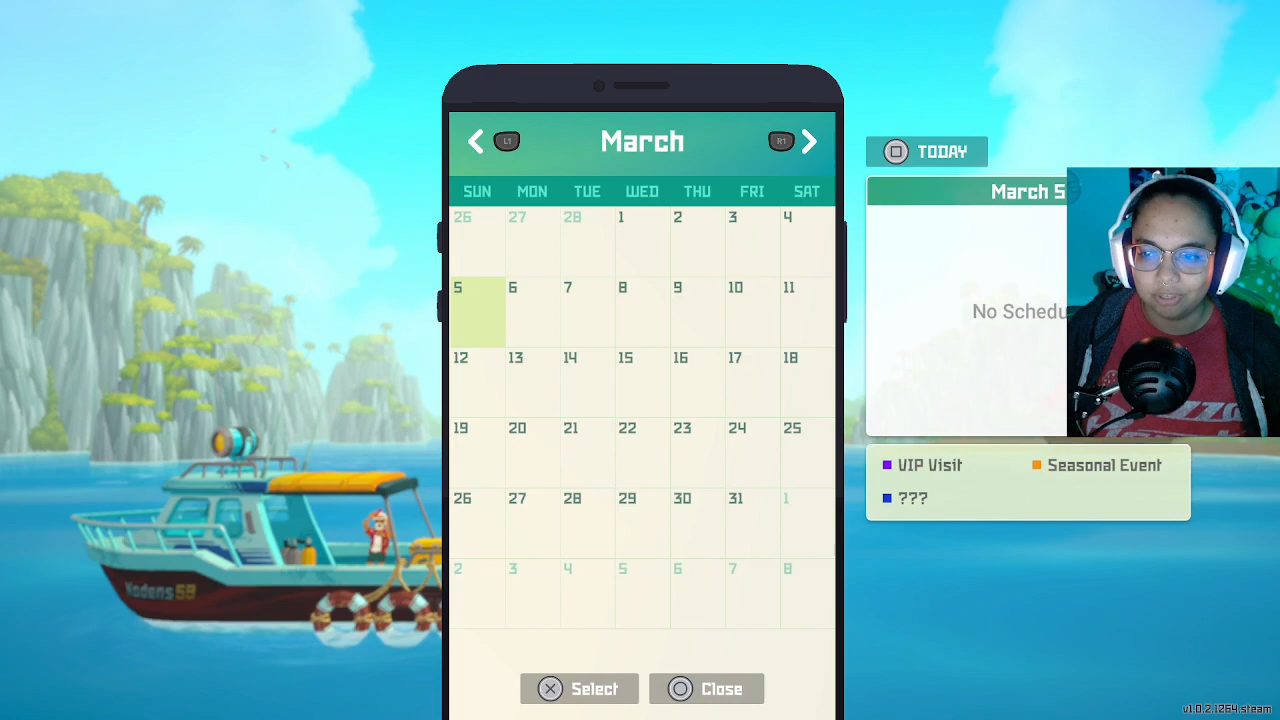 L1
March
R1
TODAY
SUN MON TUE WED THU FRI SAT
March 5
26 27 28 1 2 3 4
5 6 7 8 9 10 11
No Schedu
12 13 14 15 16 17 18
19 20 21 22 23 24 25
VIP Visit
Seasonal Event
???
26 27 28 29 30 31 1
2 3 4 5 6 7 8
Select
Close
v1.0.2.1264.steam